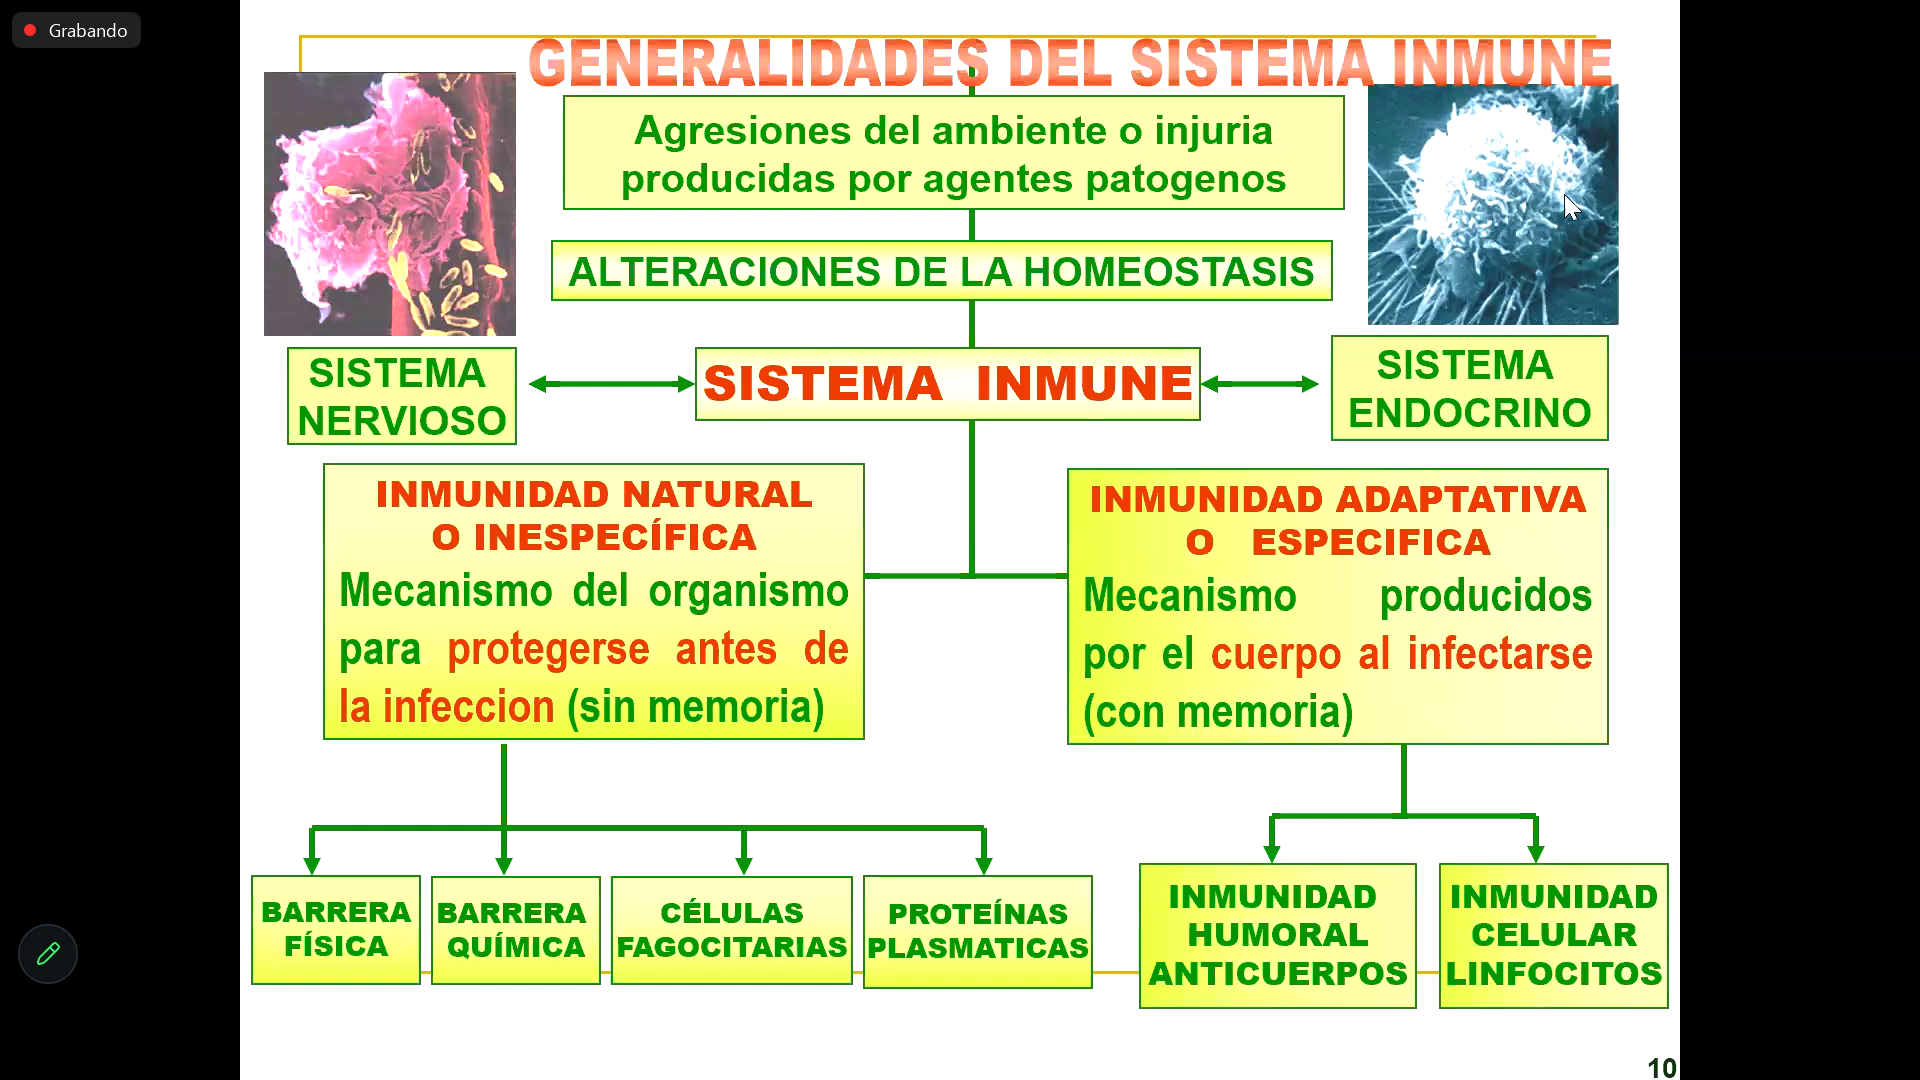 Grabando
GENERALIDADES DEL SISTEMA INMUNE
Agresiones del ambiente o injuria
producidas por agentes patogenos
ALTERACIONES DE LA HOMEOSTASIS
SISTEMA
NERVIOSO
SISTEMA INMUNE
SISTEMA
ENDOCRINO
INMUNIDAD NATURAL
O INESPECÍFICA
Mecanismo del organismo
para protegerse antes de
la infeccion (sin memoria)
INMUNIDAD ADAPTATIVA
O ESPECIFICA
Mecanismo producidos
por el cuerpo al infectarse
(con memoria)
BARRERA
FÍSICA
BARRERA
QUÍMICA
CÉLULAS
FAGOCITARIAS
PROTEÍNAS
PLASMATICAS
INMUNIDAD
HUMORAL
ANTICUERPOS
INMUNIDAD
CELULAR
LINFOCITOS
10